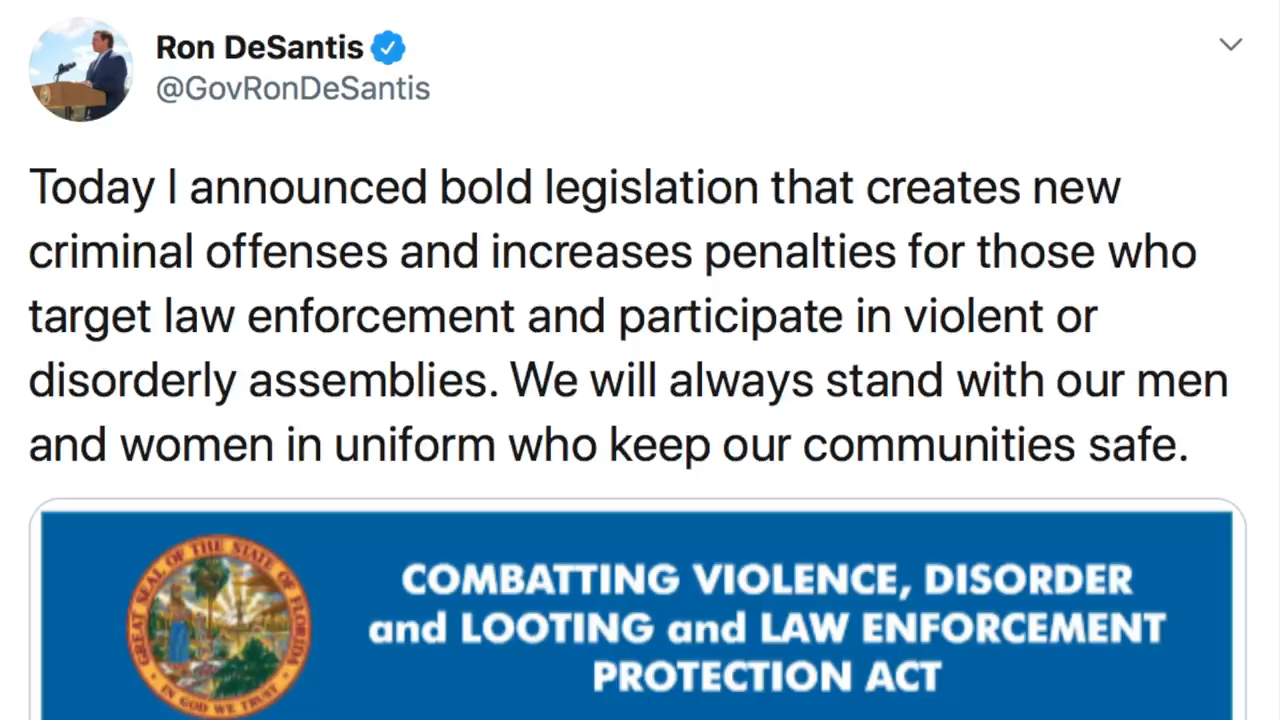 Ron DeSantis
@GovRonDeSantis
Today I announced bold legislation that creates new
criminal offenses and increases penalties for those who
target law enforcement and participate in violent or
disorderly assemblies. We will always stand with our men
and women in uniform who keep our communities safe.
COMBATTING VIOLENCE, DISORDER
and LOOTING and LAW ENFORCEMENT
PROTECTION ACT
GREAT SEAL OF THE STATE OF FLORIDA
IN GOD WE TRUST